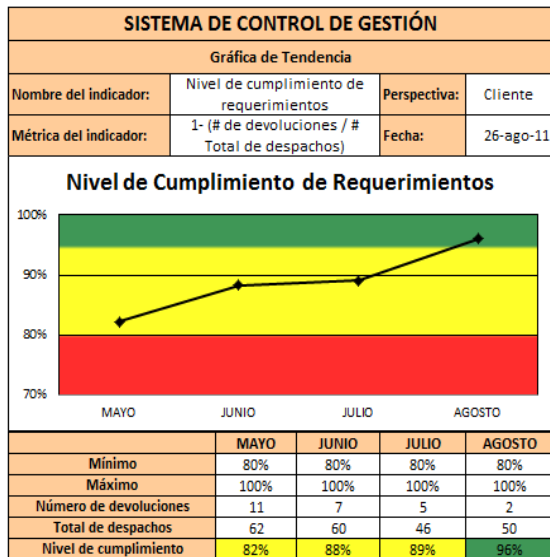 SISTEMA DE CONTROL DE GESTIÓN
Gráfica de Tendencia
Nombre del indicador: Nivel de cumplimiento de requerimientos Perspectiva: Cliente
Métrica del indicador: 1- (# de devoluciones / # Total de despachos) Fecha: 26-ago-11
Nivel de Cumplimiento de Requerimientos
100%
90%
80%
70%
MAYO JUNIO JULIO AGOSTO
MAYO JUNIO JULIO AGOSTO
Mínimo 80% 80% 80% 80%
Máximo 100% 100% 100% 100%
Número de devoluciones 11 7 5 2
Total de despachos 62 60 46 50
Nivel de cumplimiento 82% 88% 89% 96%